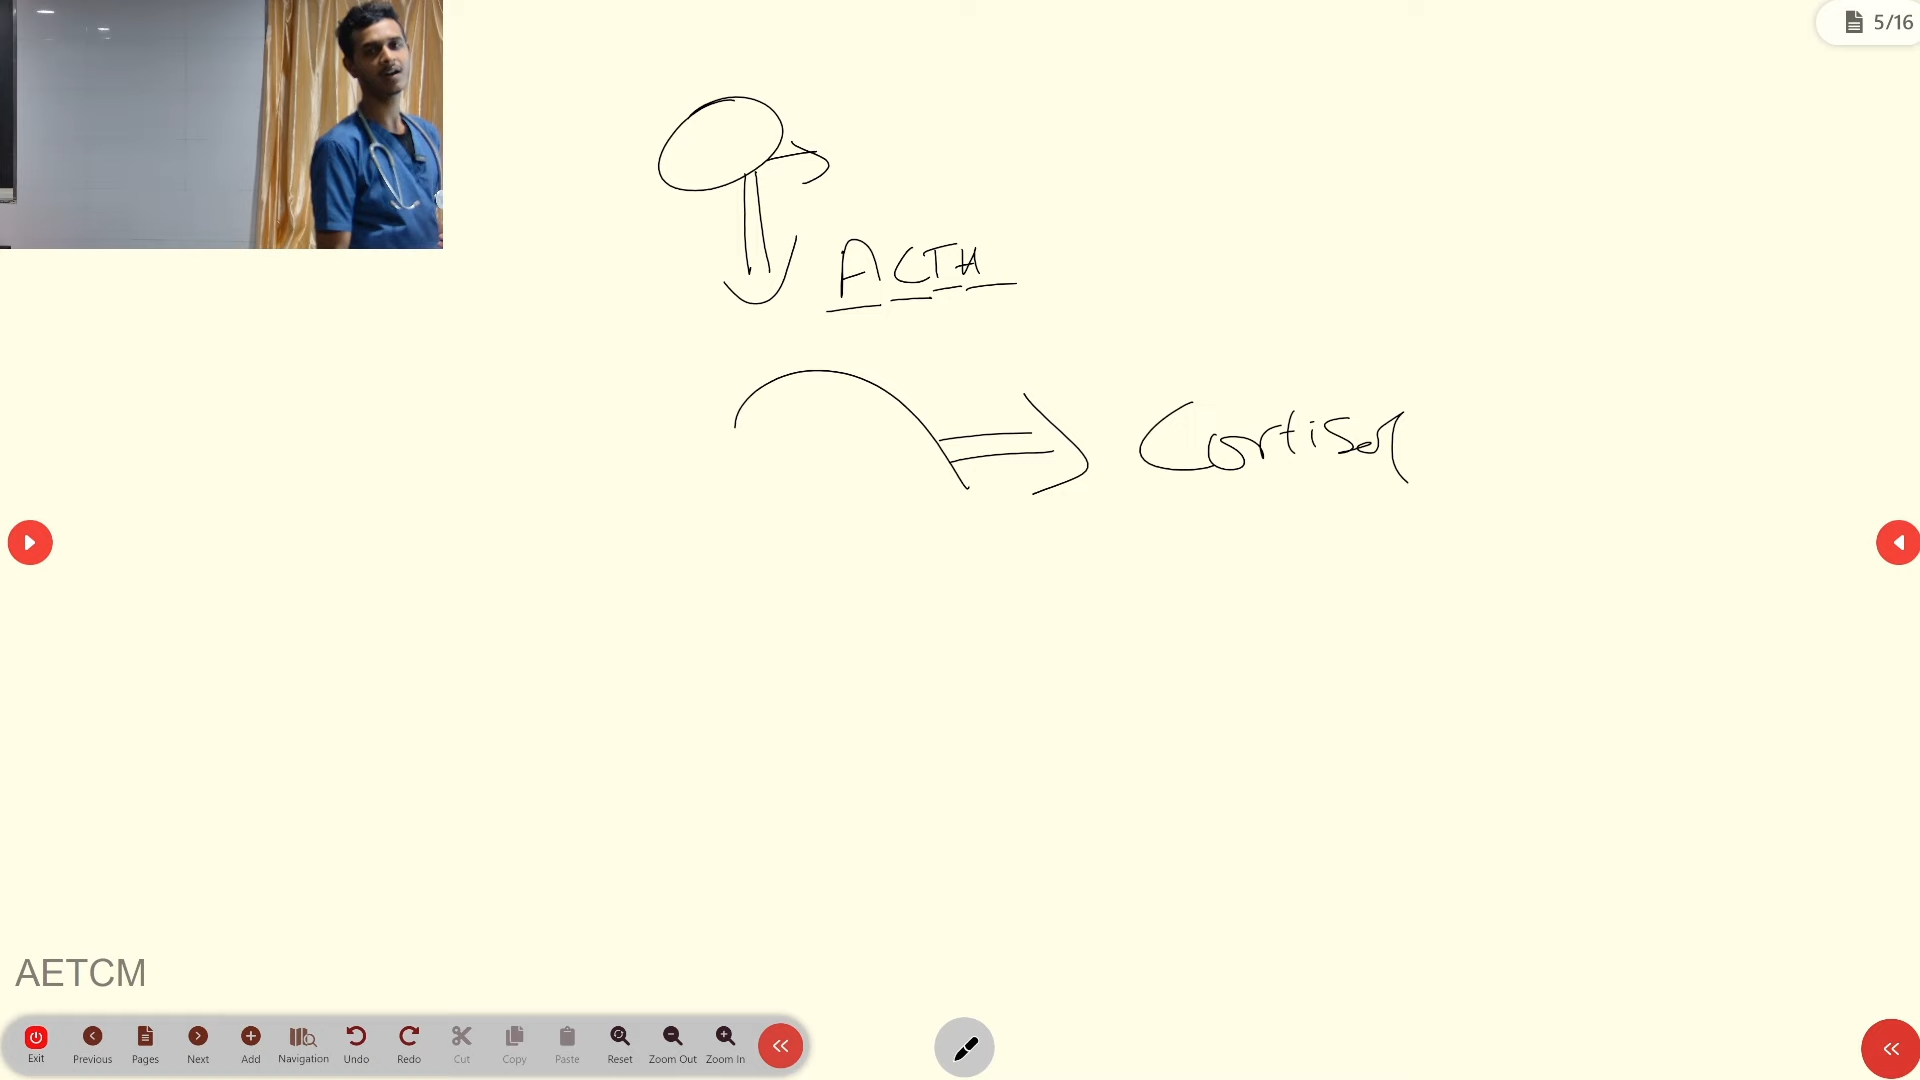 5/16
ACTH
Cortisol
AETCM
Exit Previous Pages Next Add Navigation Undo Redo Cut Copy Paste Reset Zoom Out Zoom In